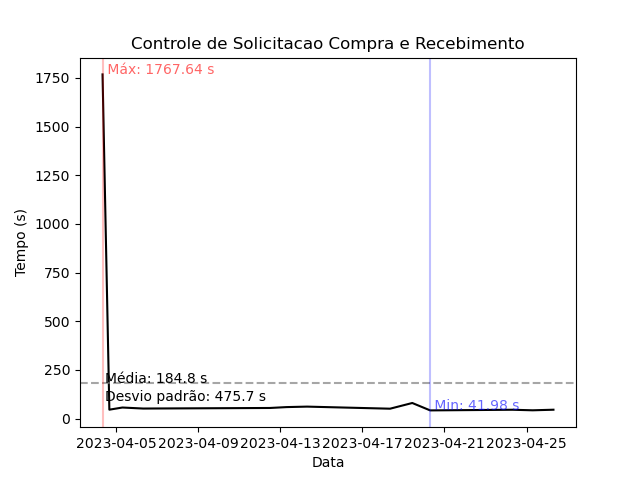 Controle de Solicitacao Compra e Recebimento
Máx: 1767.64 s
1750
1500
1250
1000
750
500
250
0
Tempo (s)
Média: 184.8 s
Desvio padrão: 475.7 s
Min: 41.98 s
2023-04-05 2023-04-09 2023-04-13 2023-04-17 2023-04-21 2023-04-25
Data